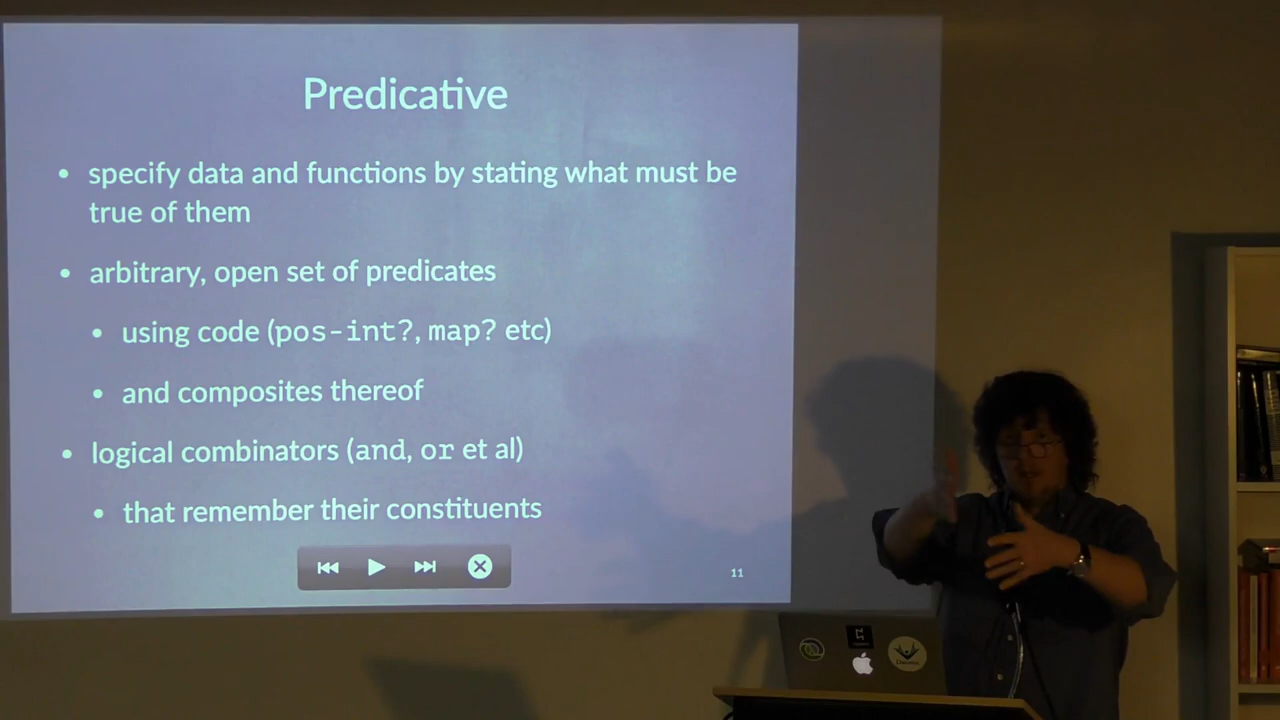 Predicative
• specify data and functions by stating what must be
true of them
• arbitrary, open set of predicates
• using code (pos-int?, map? etc)
• and composites thereof
• logical combinators (and, or et al)
• that remember their constituents
11